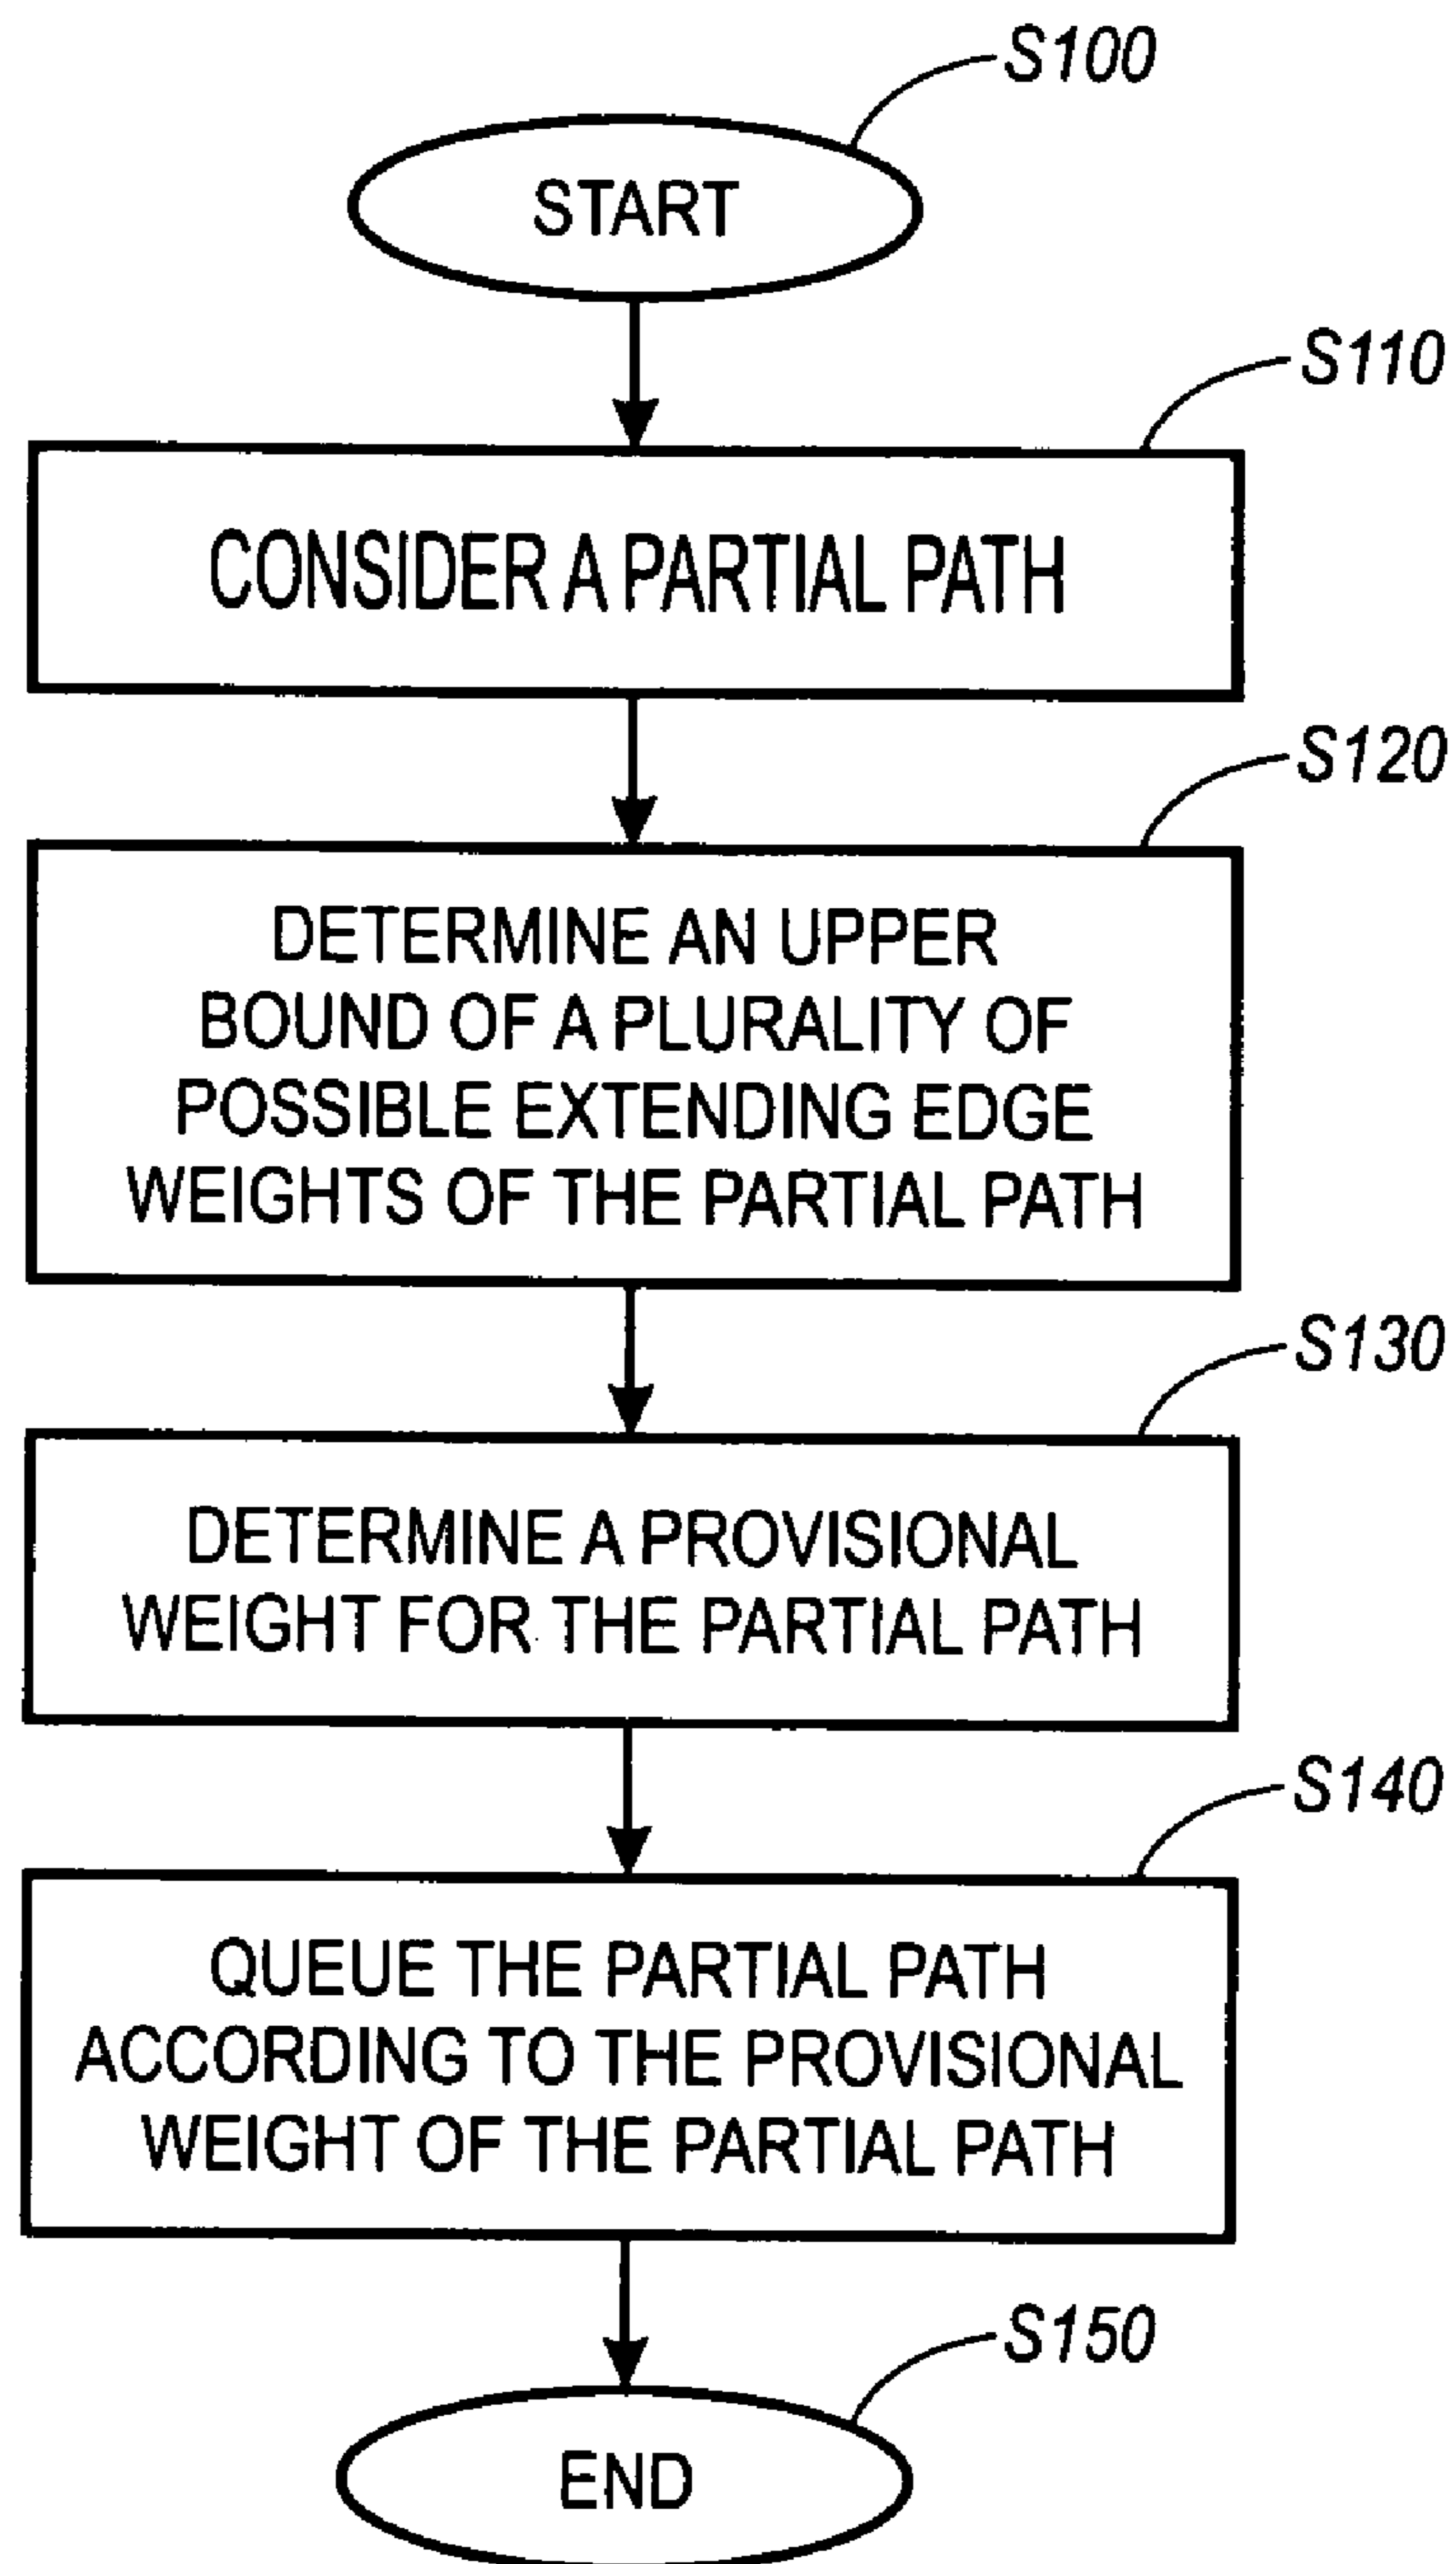 S100
START
S110
CONSIDER A PARTIAL PATH
S120
DETERMINE AN UPPER
BOUND OF A PLURALITY OF
POSSIBLE EXTENDING EDGE
WEIGHTS OF THE PARTIAL PATH
S130
DETERMINE A PROVISIONAL
WEIGHT FOR THE PARTIAL PATH
S140
QUEUE THE PARTIAL PATH
ACCORDING TO THE PROVISIONAL
WEIGHT OF THE PARTIAL PATH
S150
END